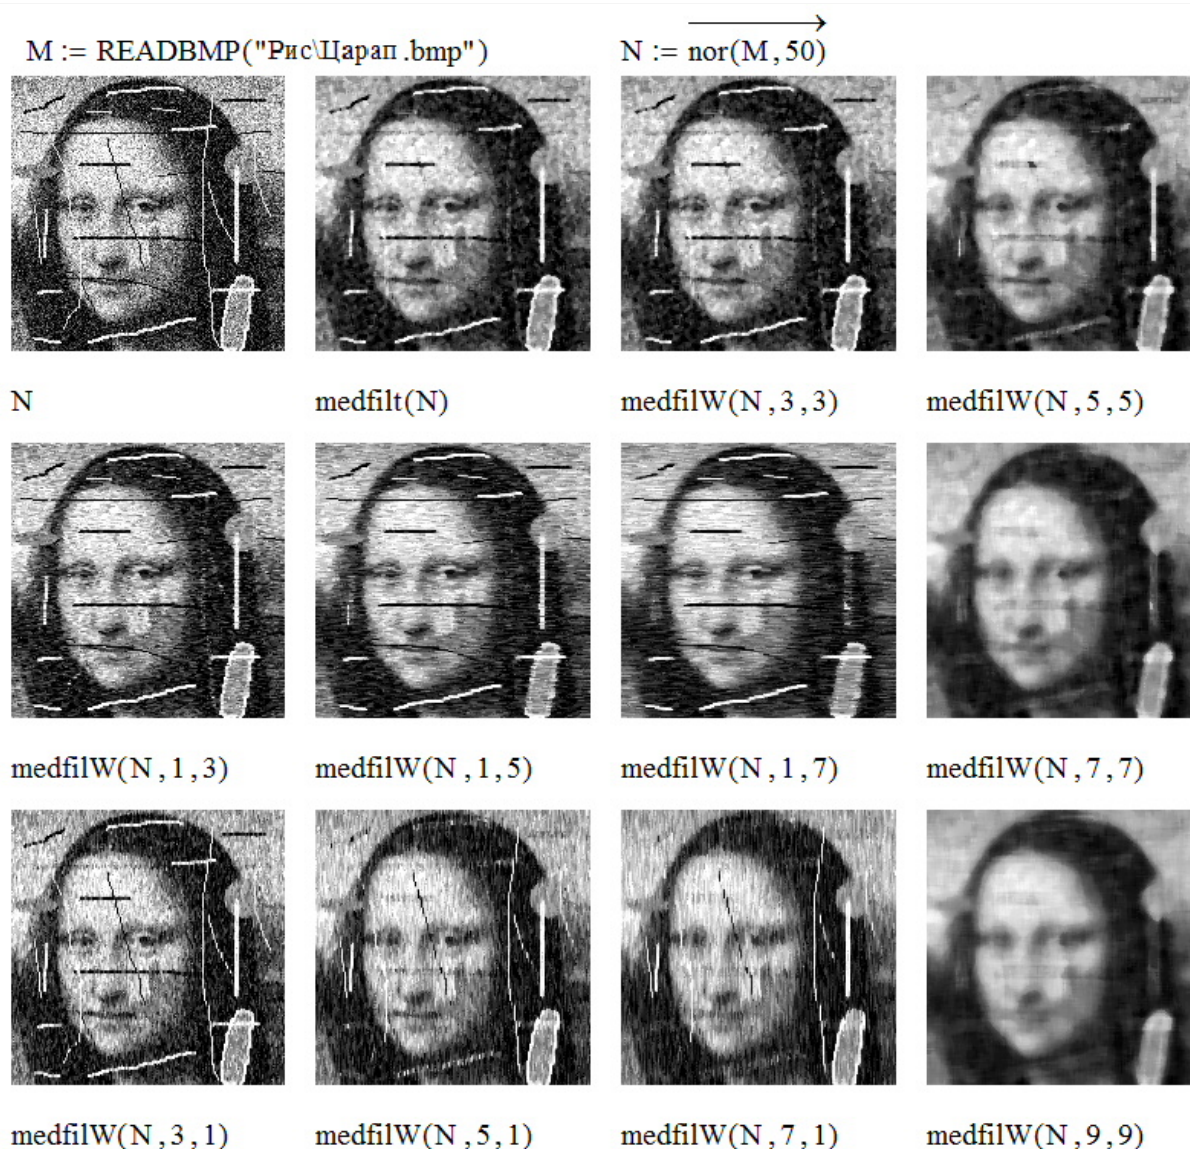 M := READBMP("Рис\Царап.bmp") N := nor(M, 50)
N medfilt(N) medfilW(N, 3, 3) medfilW(N, 5, 5)
medfilW(N, 1, 3) medfilW(N, 1, 5) medfilW(N, 1, 7) medfilW(N, 7, 7)
medfilW(N, 3, 1) medfilW(N, 5, 1) medfilW(N, 7, 1) medfilW(N, 9, 9)